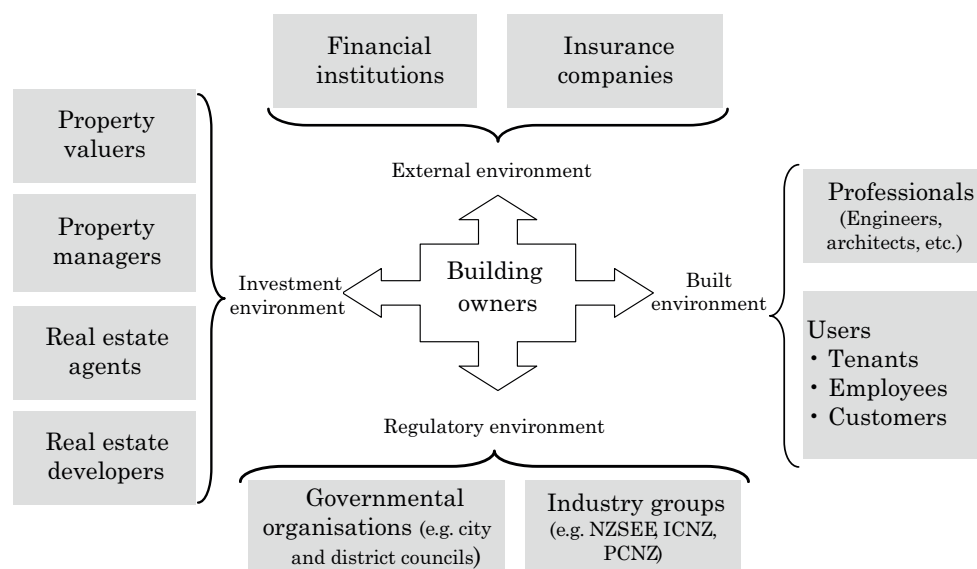 Financial
institutions
Insurance
companies
External environment
Property
valuers
Property
managers
Real estate
agents
Real estate
developers
Investment
environment
Building
owners
Built
environment
Professionals
(Engineers,
architects, etc.)
Users
・Tenants
・Employees
・Customers
Regulatory environment
Governmental
organisations (e.g. city
and district councils)
Industry groups
(e.g. NZSEE, ICNZ,
PCNZ)